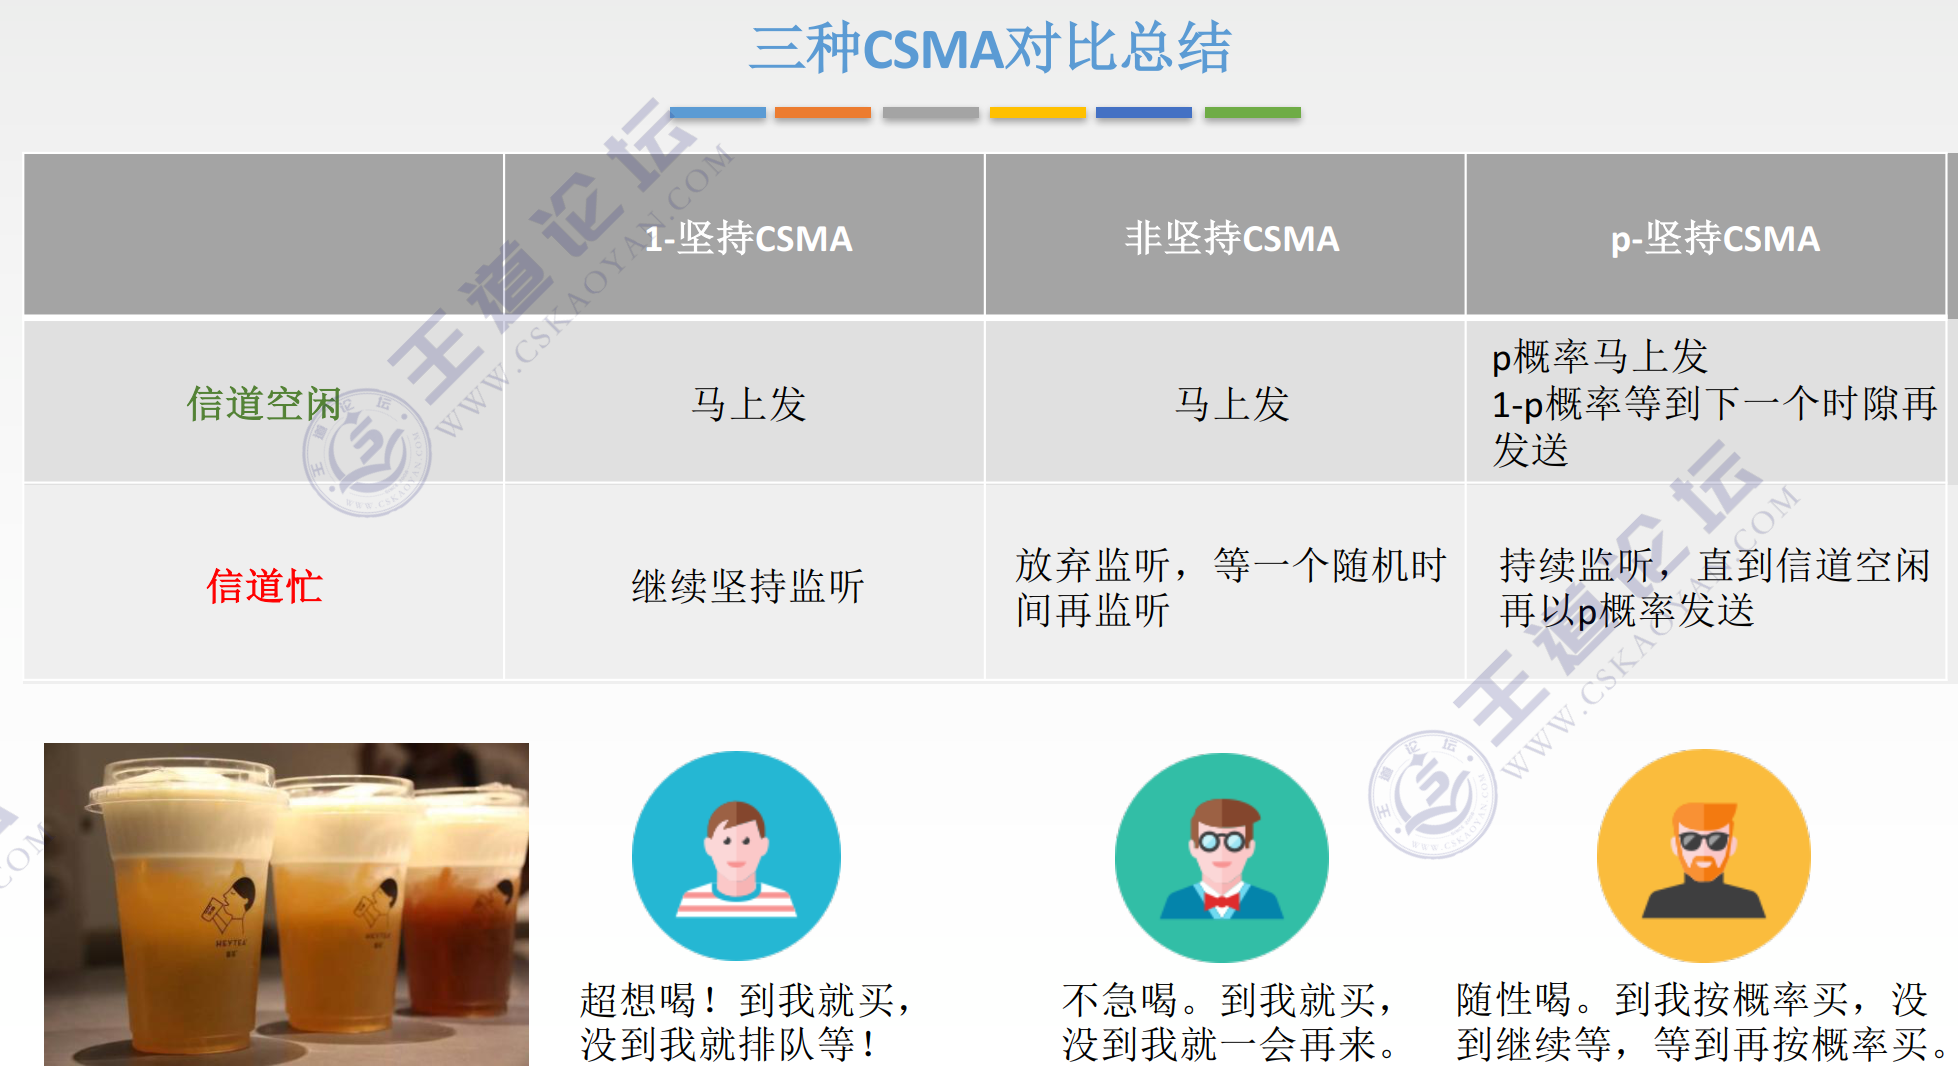 三种CSMA对比总结
1-坚持CSMA
非坚持CSMA
p-坚持CSMA
信道空闲
马上发
马上发
p概率马上发
1-p概率等到下一个时隙再
发送
信道忙
继续坚持监听
放弃监听，等一个随机时
间再监听
持续监听，直到信道空闲
再以p概率发送
王道论坛
WWW.CSKAOYAN.COM
王道论坛
WWW.CSKAOYAN.COM
HEYTEA
超想喝！到我就买，
没到我就排队等！
不急喝。到我就买，
没到我就一会再来。
随性喝。到我按概率买，没
到继续等，等到再按概率买。